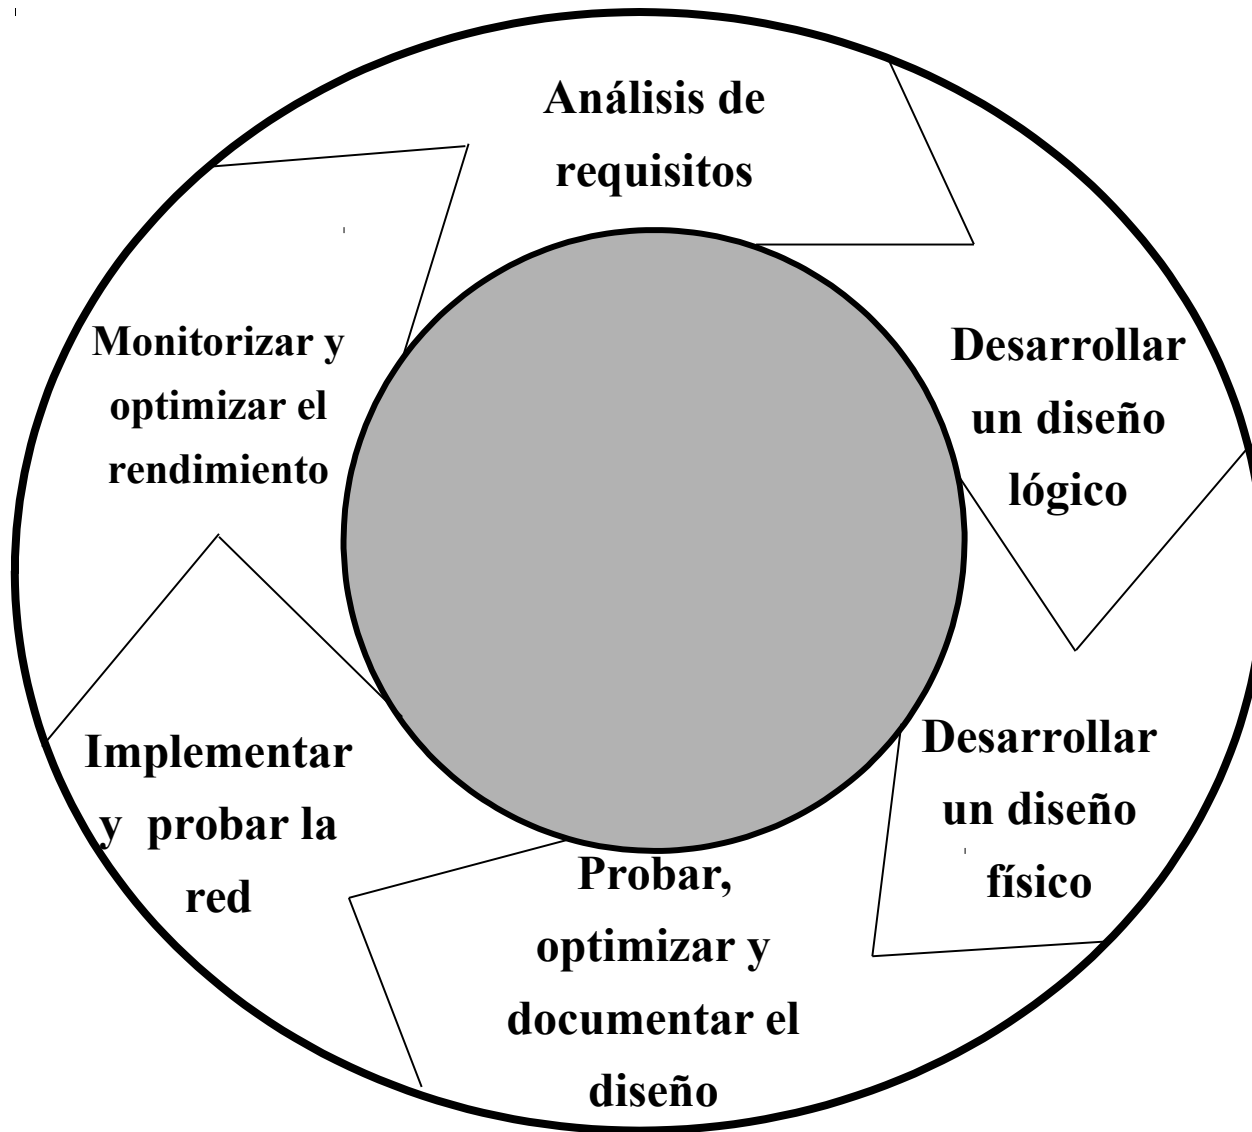 Análisis de
requisitos
Desarrollar
un diseño
lógico
Desarrollar
un diseño
físico
Probar,
optimizar y
documentar el
diseño
Implementar
y  probar la
red
Monitorizar y
optimizar el
rendimiento